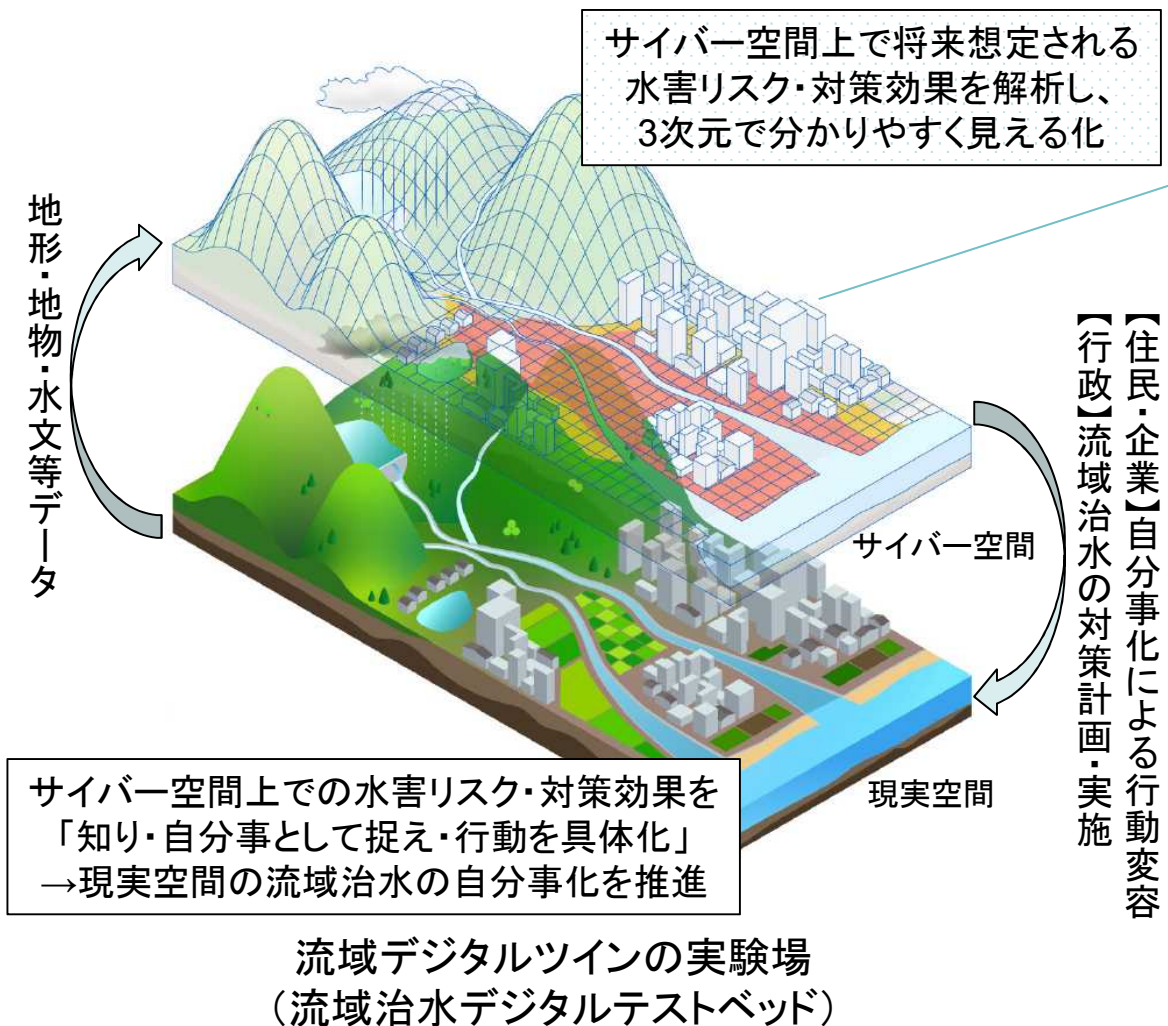 サイバー空間上で将来想定される
水害リスク・対策効果を解析し、
3次元で分かりやすく見える化
地形・地物・水文等データ
【住民・企業】自分事化による行動変容
【行政】流域治水の対策計画・実施
サイバー空間
現実空間
サイバー空間上での水害リスク・対策効果を
「知り・自分事として捉え・行動を具体化」
→現実空間の流域治水の自分事化を推進
流域デジタルツインの実験場
（流域治水デジタルテストベッド）